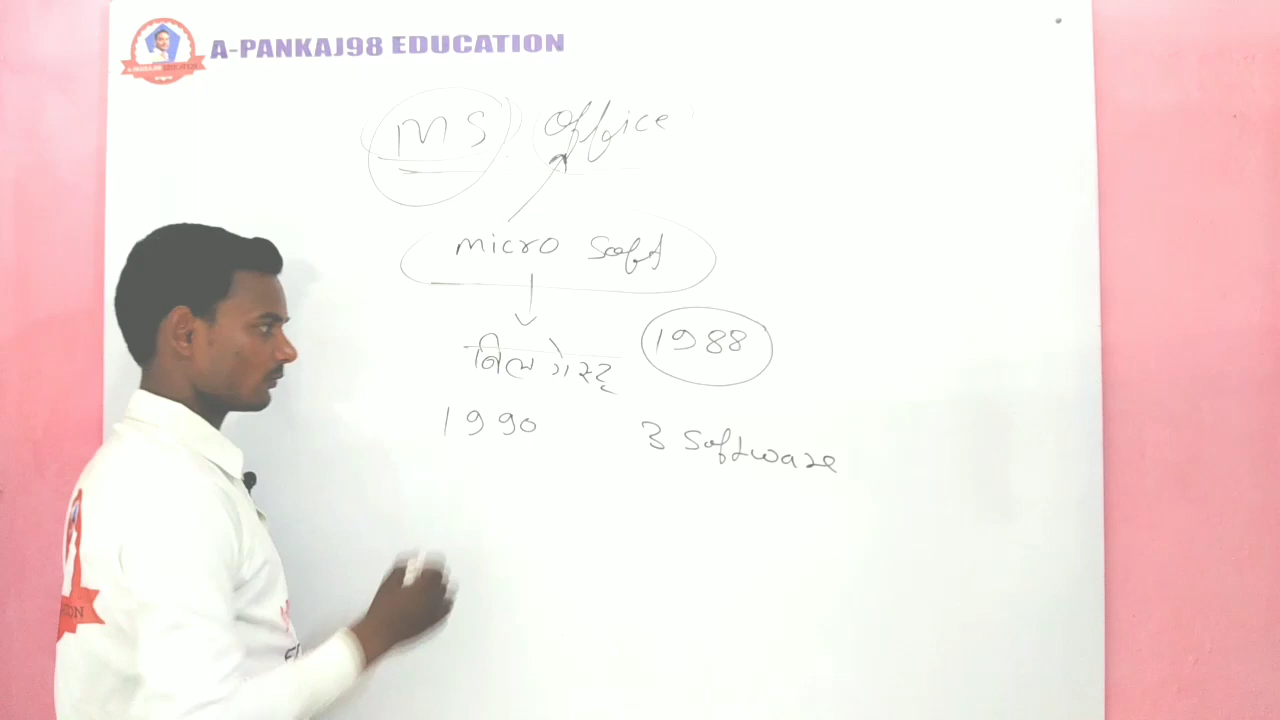 A-PANKAJ98 EDUCATION
MS Office
micro soft
1988
1990
3 Software